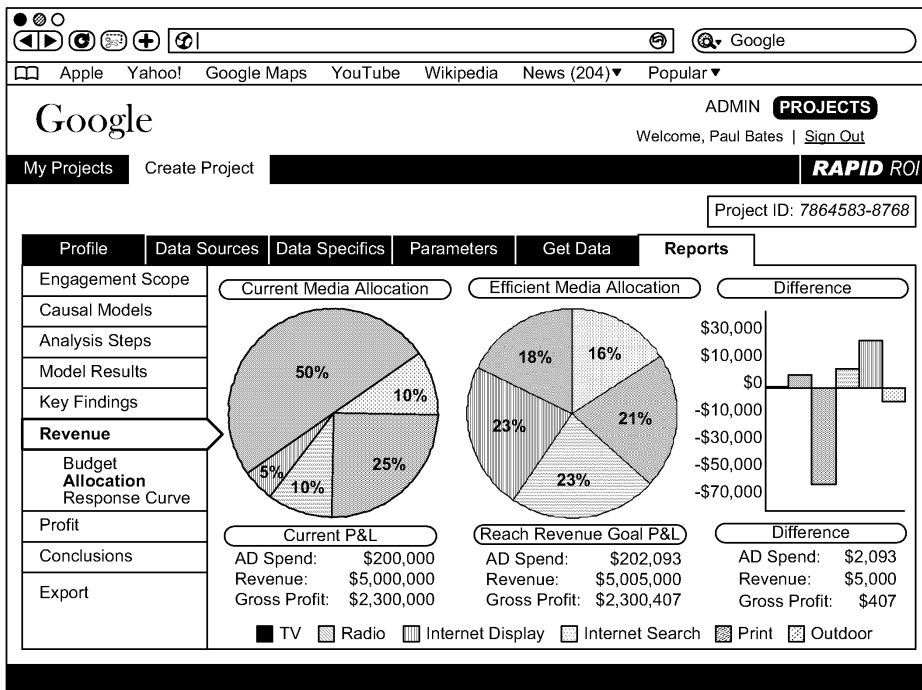 Google
Apple Yahoo! Google Maps YouTube Wikipedia News (204)▼ Popular ▼
Google
ADMIN PROJECTS
Welcome, Paul Bates | Sign Out
My Projects Create Project RAPID ROI
Project ID: 7864583-8768
Profile Data Sources Data Specifics Parameters Get Data Reports
Engagement Scope
Causal Models
Analysis Steps
Model Results
Key Findings
Revenue
Budget
Allocation
Response Curve
Profit
Conclusions
Export
Current Media Allocation
50%
10%
25%
10%
5%
Efficient Media Allocation
18%
16%
21%
23%
23%
Difference
$30,000
$10,000
$0
-$10,000
-$30,000
-$50,000
-$70,000
Current P&L
AD Spend: $200,000
Revenue: $5,000,000
Gross Profit: $2,300,000
Reach Revenue Goal P&L
AD Spend: $202,093
Revenue: $5,005,000
Gross Profit: $2,300,407
Difference
AD Spend: $2,093
Revenue: $5,000
Gross Profit: $407
TV Radio Internet Display Internet Search Print Outdoor